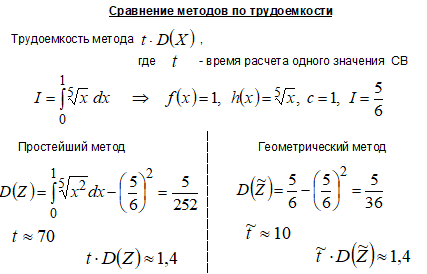 Сравнение методов по трудоемкости
Трудоемкость метода t · D(X) ,
где t - время расчета одного значения СВ
I = ∫₀¹ ⁵√x dx ⇒ f(x) = 1, h(x) = ⁵√x, c = 1, I = 5/6
Простейший метод
D(Z) = ∫₀¹ ⁵√x² dx − (5/6)² = 5/252
t ≈ 70
t · D(Z) ≈ 1,4
Геометрический метод
D(Z̃) = 5/6 − (5/6)² = 5/36
t̃ ≈ 10
t̃ · D(Z̃) ≈ 1,4